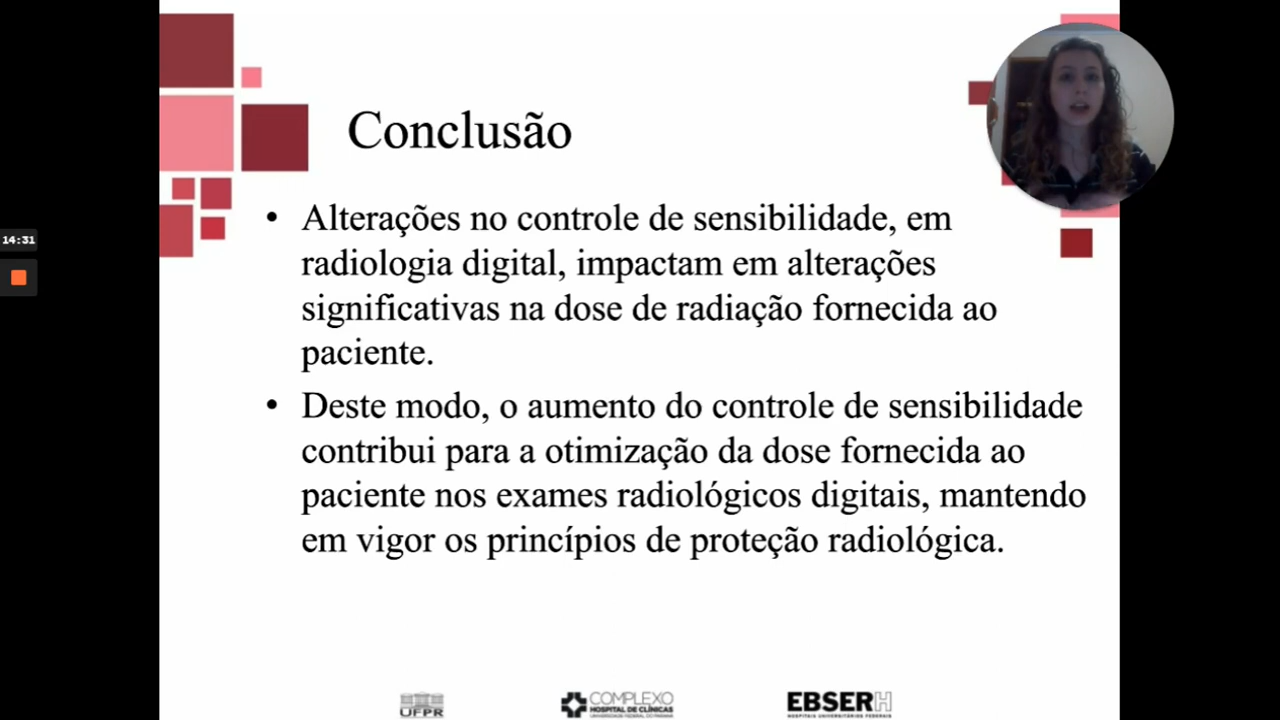 Conclusão
• Alterações no controle de sensibilidade, em
radiologia digital, impactam em alterações
significativas na dose de radiação fornecida ao
paciente.
• Deste modo, o aumento do controle de sensibilidade
contribui para a otimização da dose fornecida ao
paciente nos exames radiológicos digitais, mantendo
em vigor os princípios de proteção radiológica.
14:31
UFPR
COMPLEXO
HOSPITAL DE CLÍNICAS
UNIVERSIDADE FEDERAL DO PARANÁ
EBSERH
HOSPITAIS UNIVERSITÁRIOS FEDERAIS